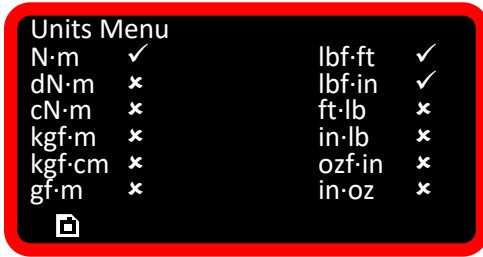 Units Menu
N·m ✓ lbf·ft ✓
dN·m × lbf·in ✓
cN·m × ft·lb ×
kgf·m × in·lb ×
kgf·cm × ozf·in ×
gf·m × in·oz ×